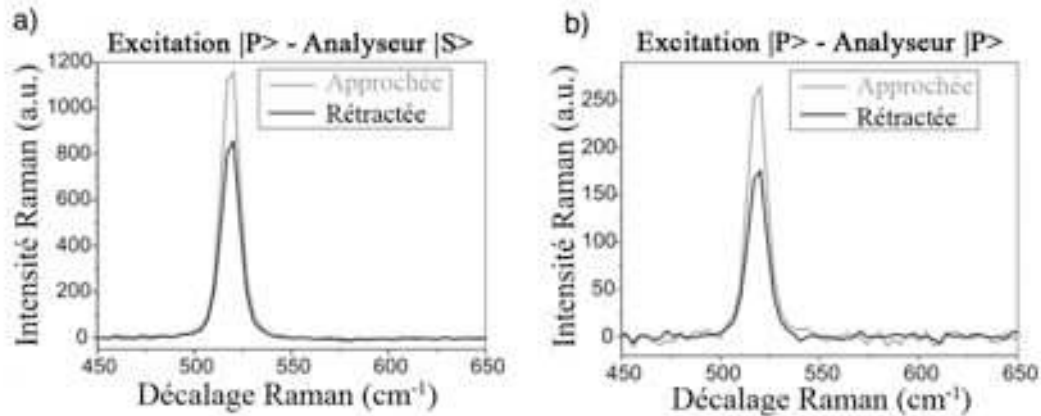 a)
Excitation |P> - Analyseur |S>
1200
1000
800
600
400
200
0
Intensité Raman (a.u.)
Approchée
Rétractée
450
500
550
600
650
Décalage Raman (cm⁻¹)
b)
Excitation |P> - Analyseur |P>
250
200
150
100
50
0
Intensité Raman (a.u.)
Approchée
Rétractée
450
500
550
600
650
Décalage Raman (cm⁻¹)